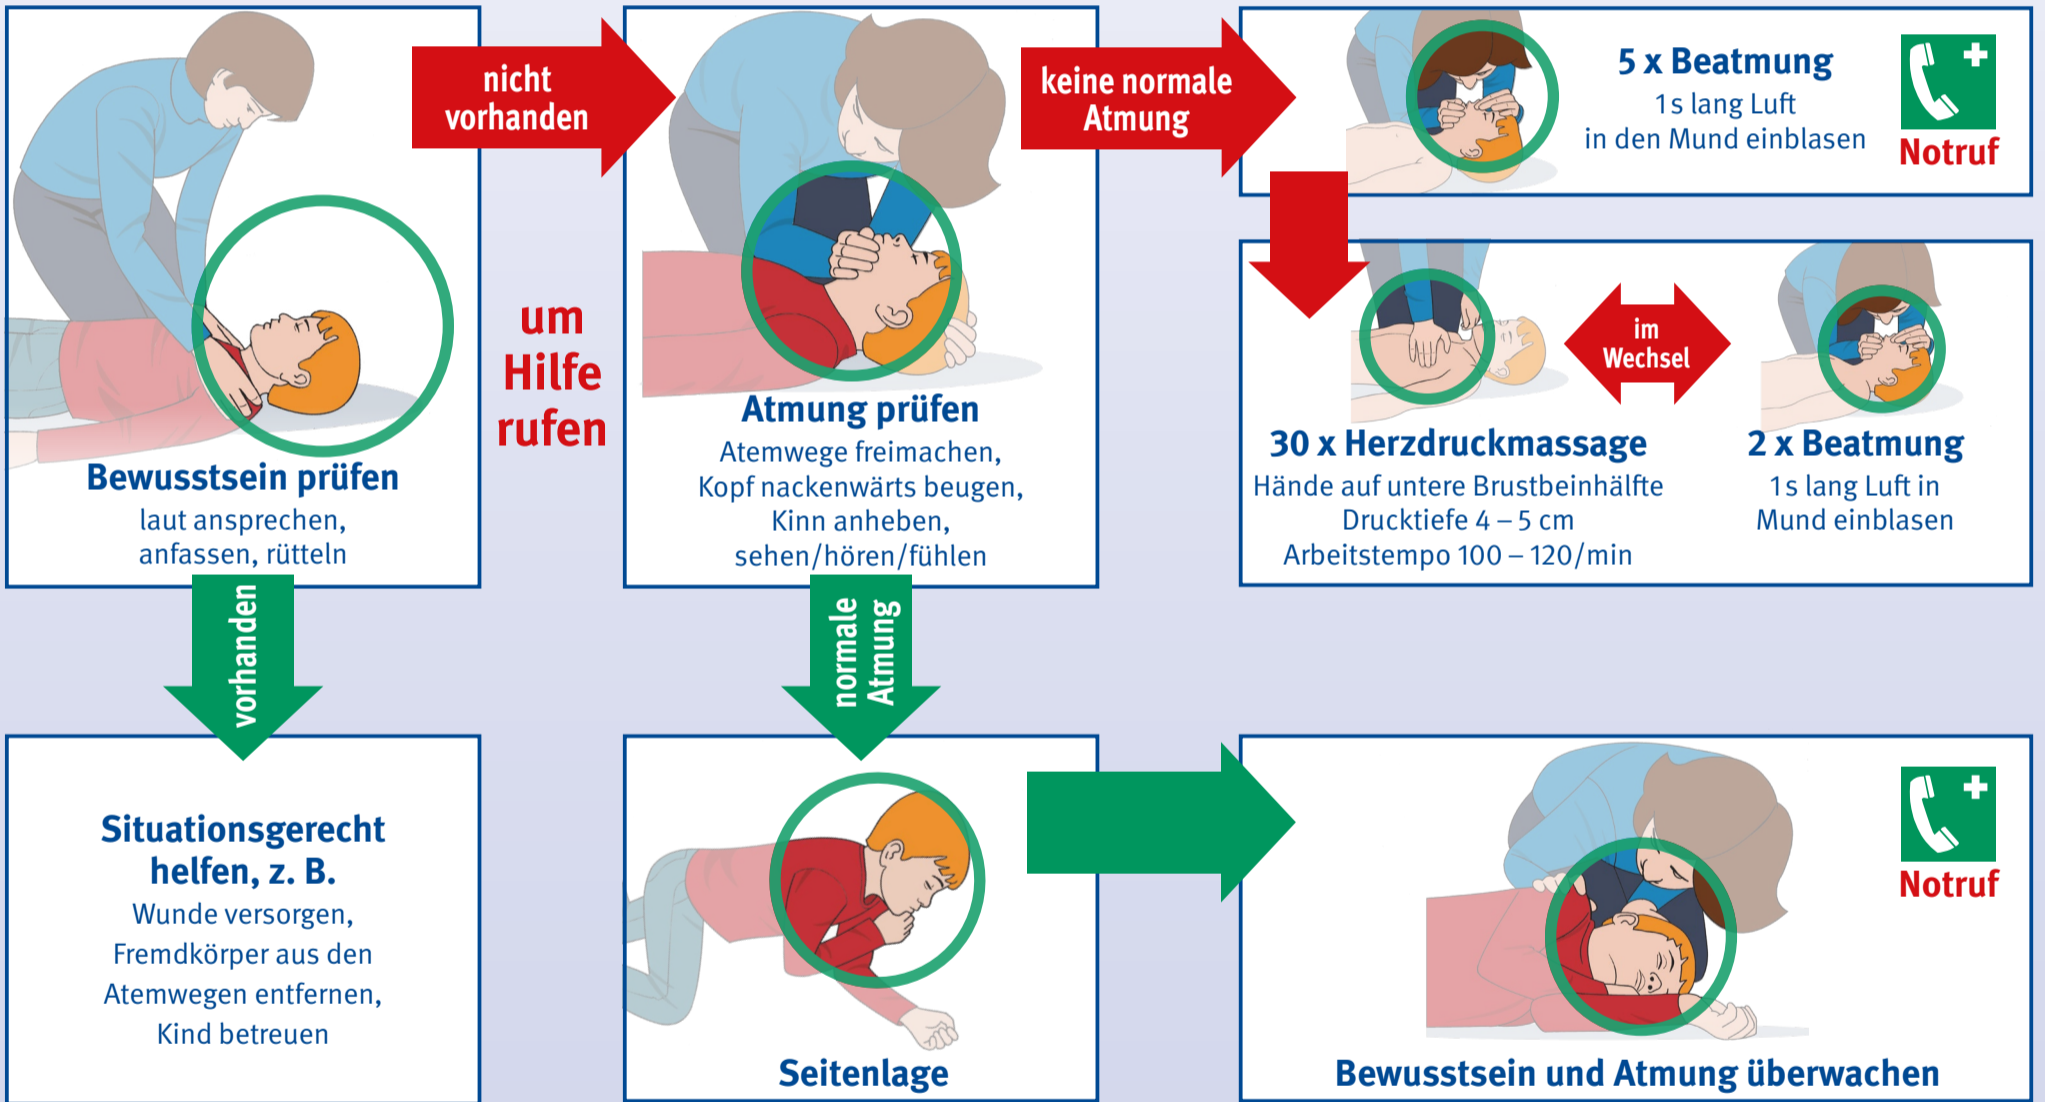 Bewusstsein prüfen
laut ansprechen,
anfassen, rütteln
nicht
vorhanden
um
Hilfe
rufen
Atmung prüfen
Atemwege freimachen,
Kopf nackenwärts beugen,
Kinn anheben,
sehen/hören/fühlen
keine normale
Atmung
5 x Beatmung
1 s lang Luft
in den Mund einblasen
Notruf
30 x Herzdruckmassage
Hände auf untere Brustbeinhälfte
Drucktiefe 4 – 5 cm
Arbeitstempo 100 – 120/min
im
Wechsel
2 x Beatmung
1 s lang Luft in
Mund einblasen
vorhanden
normale
Atmung
Situationsgerecht
helfen, z. B.
Wunde versorgen,
Fremdkörper aus den
Atemwegen entfernen,
Kind betreuen
Seitenlage
Notruf
Bewusstsein und Atmung überwachen